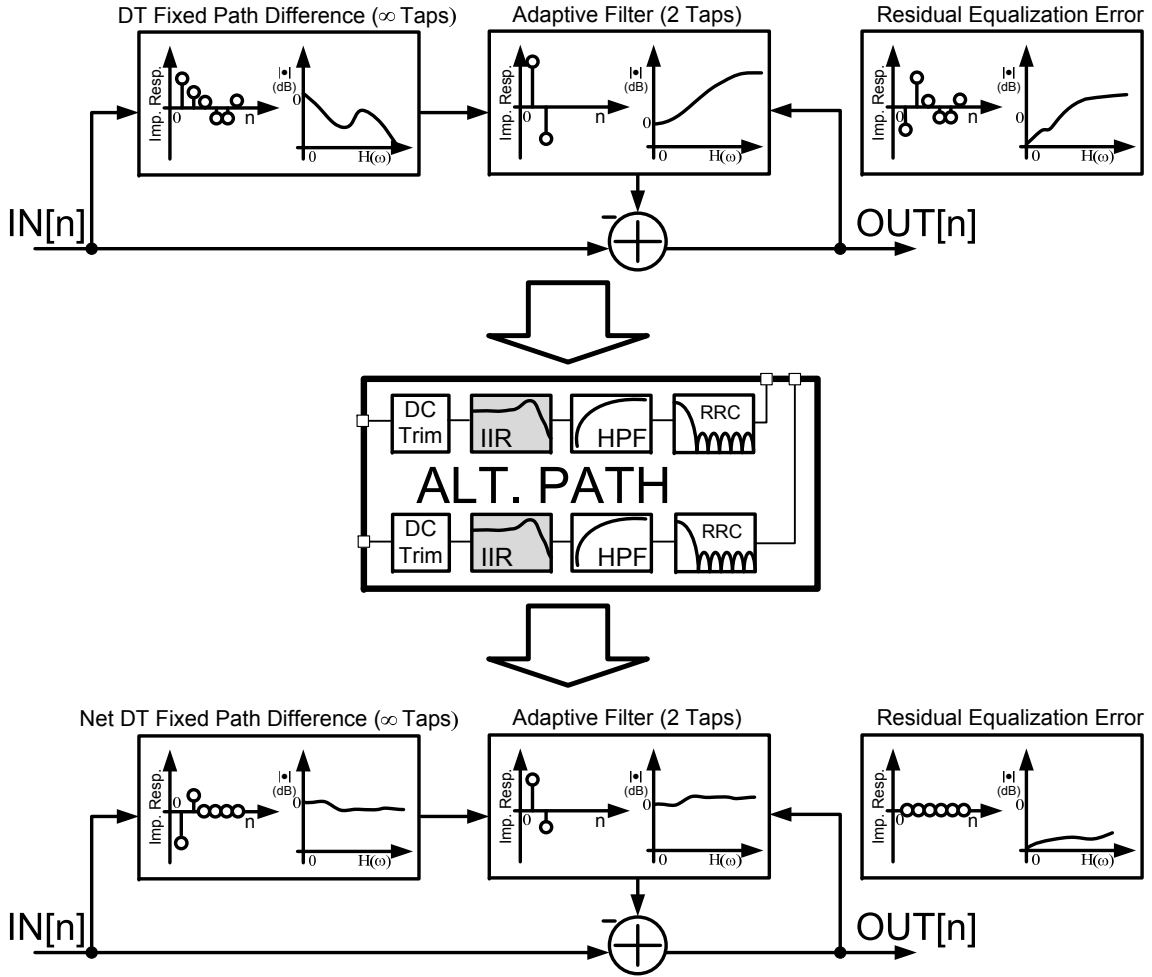 DT Fixed Path Difference (∞ Taps)
Adaptive Filter (2 Taps)
Residual Equalization Error
Imp. Resp.
0
n
|•|
(dB)
0
0
H(ω)
Imp. Resp.
0
n
|•|
(dB)
0
0
H(ω)
Imp. Resp.
0
n
|•|
(dB)
0
0
H(ω)
IN[n]
−
OUT[n]
DC
Trim
IIR
HPF
RRC
ALT. PATH
DC
Trim
IIR
HPF
RRC
Net DT Fixed Path Difference (∞ Taps)
Adaptive Filter (2 Taps)
Residual Equalization Error
Imp. Resp.
0
n
|•|
(dB)
0
0
H(ω)
Imp. Resp.
0
n
|•|
(dB)
0
0
H(ω)
Imp. Resp.
0
n
|•|
(dB)
0
0
H(ω)
IN[n]
−
OUT[n]